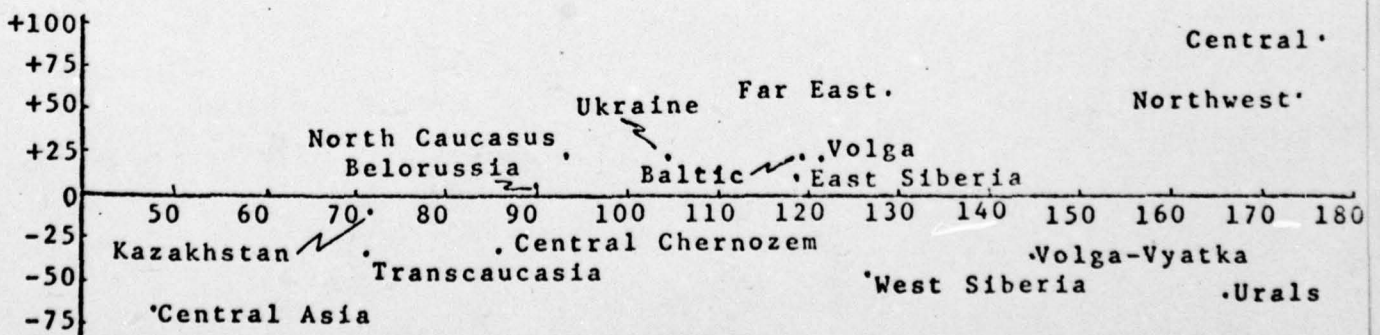 +100
Central
+75
Far East
+50
Ukraine
Northwest
North Caucasus
+25
Volga
Belorussia
Baltic
East Siberia
0
50 60 70 80 90 100 110 120 130 140 150 160 170 180
-25
Kazakhstan
Central Chernozem
Volga-Vyatka
-50
Transcaucasia
West Siberia
Urals
-75
Central Asia